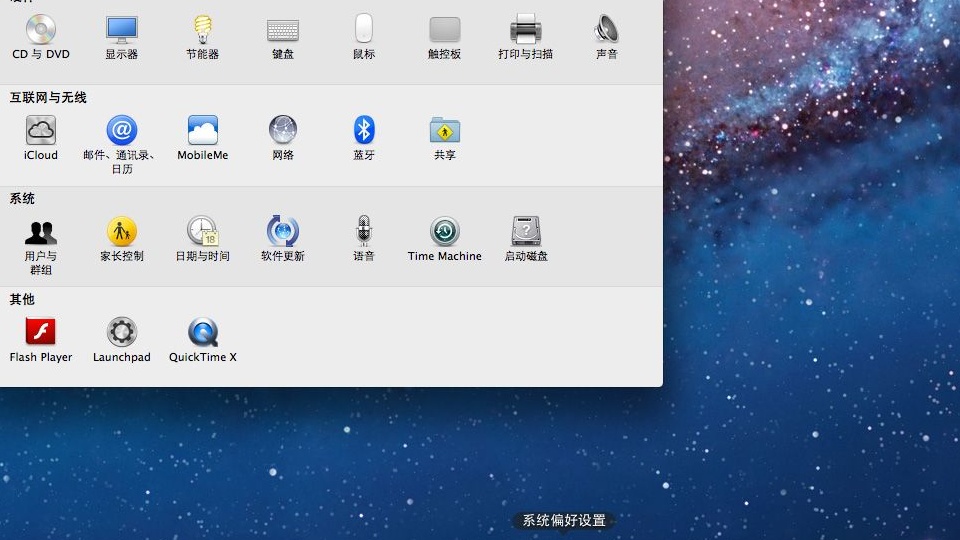 CD 与 DVD 显示器 节能器 键盘 鼠标 触控板 打印与扫描 声音
互联网与无线
iCloud 邮件、通讯录、日历 MobileMe 网络 蓝牙 共享
系统
用户与群组 家长控制 日期与时间 软件更新 语音 Time Machine 启动磁盘
18
其他
Flash Player Launchpad QuickTime X
系统偏好设置